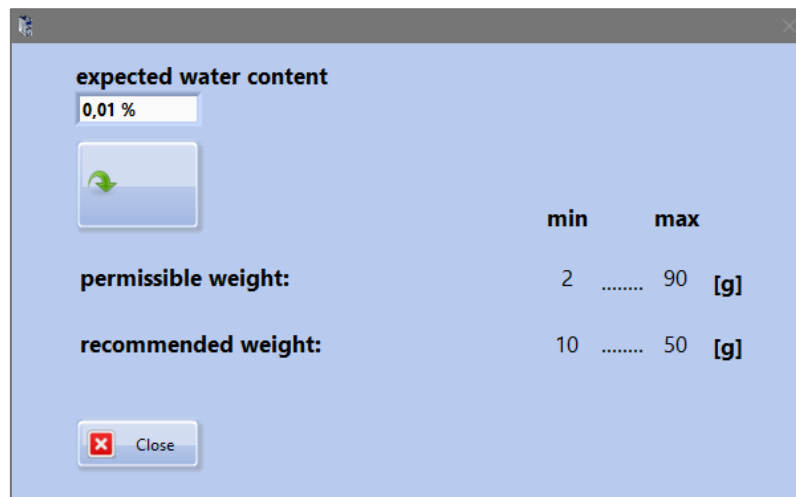 expected water content
0,01 %
min max
permissible weight: 2 ........ 90 [g]
recommended weight: 10 ........ 50 [g]
Close